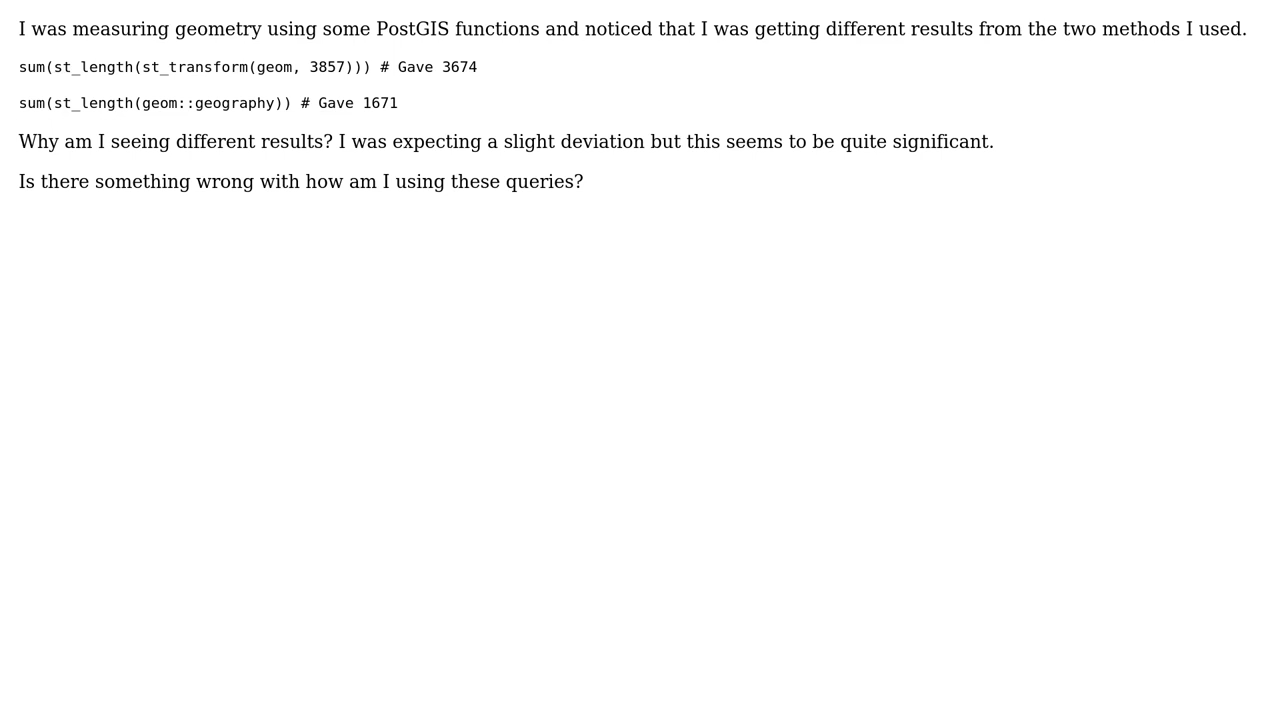 I was measuring geometry using some PostGIS functions and noticed that I was getting different results from the two methods I used.
sum(st_length(st_transform(geom, 3857))) # Gave 3674
sum(st_length(geom::geography)) # Gave 1671
Why am I seeing different results? I was expecting a slight deviation but this seems to be quite significant.
Is there something wrong with how am I using these queries?